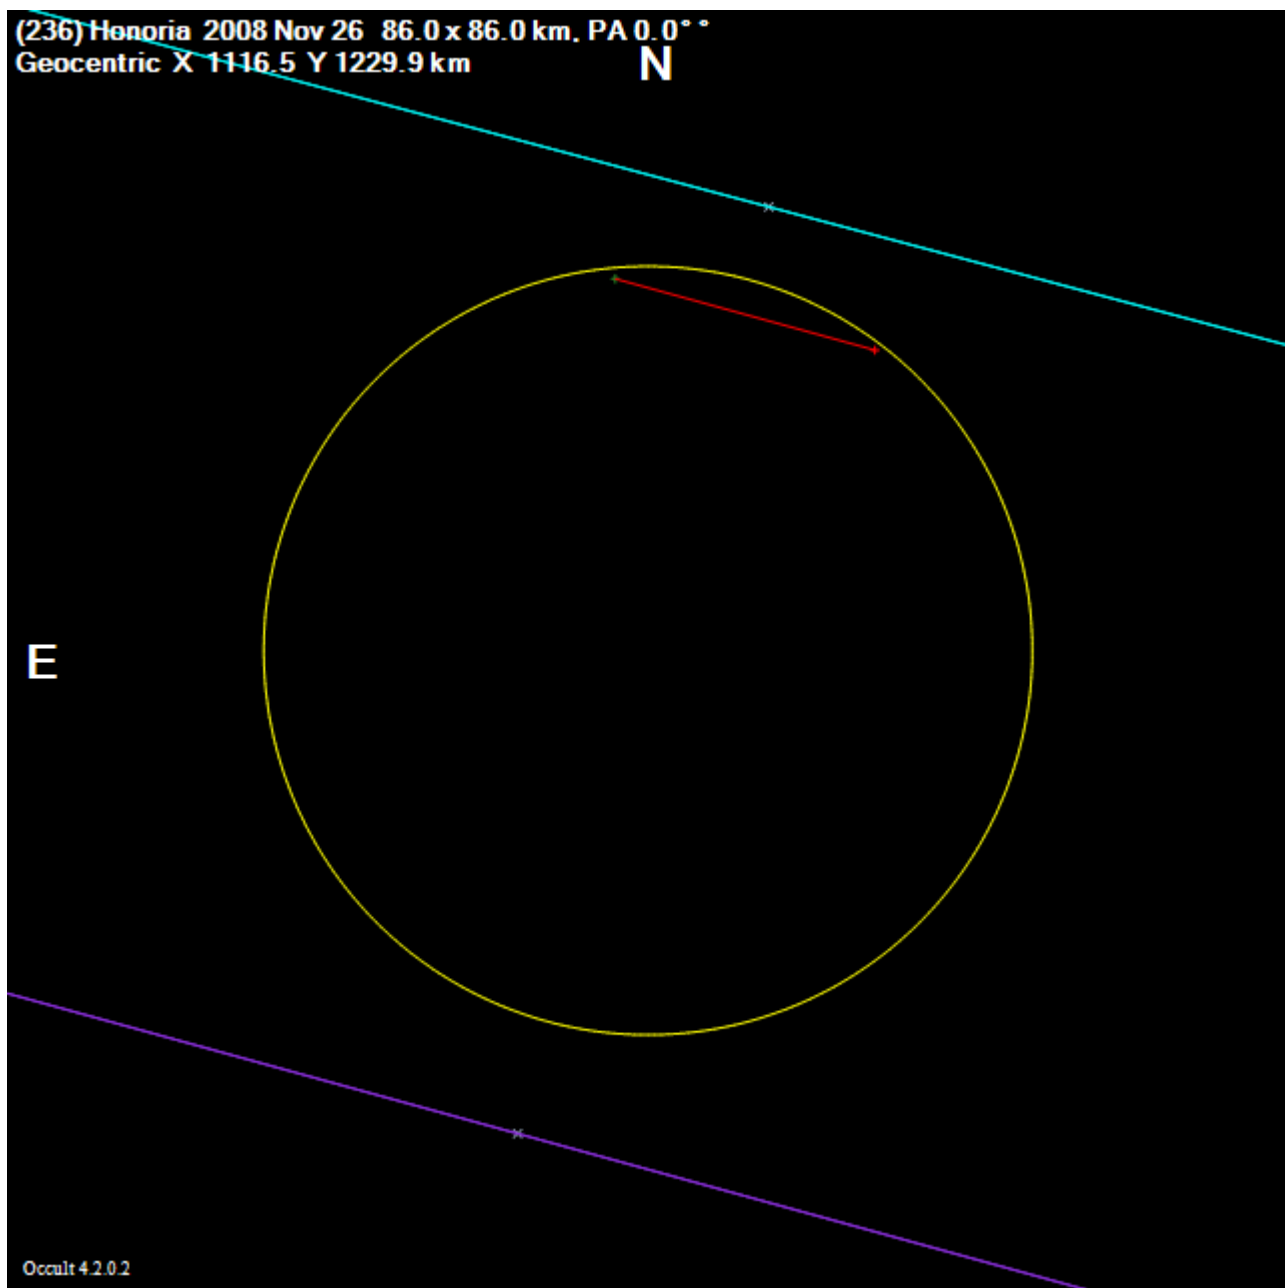 (236) Honoria 2008 Nov 26 86.0 x 86.0 km, PA 0.0° °
Geocentric X 1116.5 Y 1229.9 km
N
E
Occult 4.2.0.2